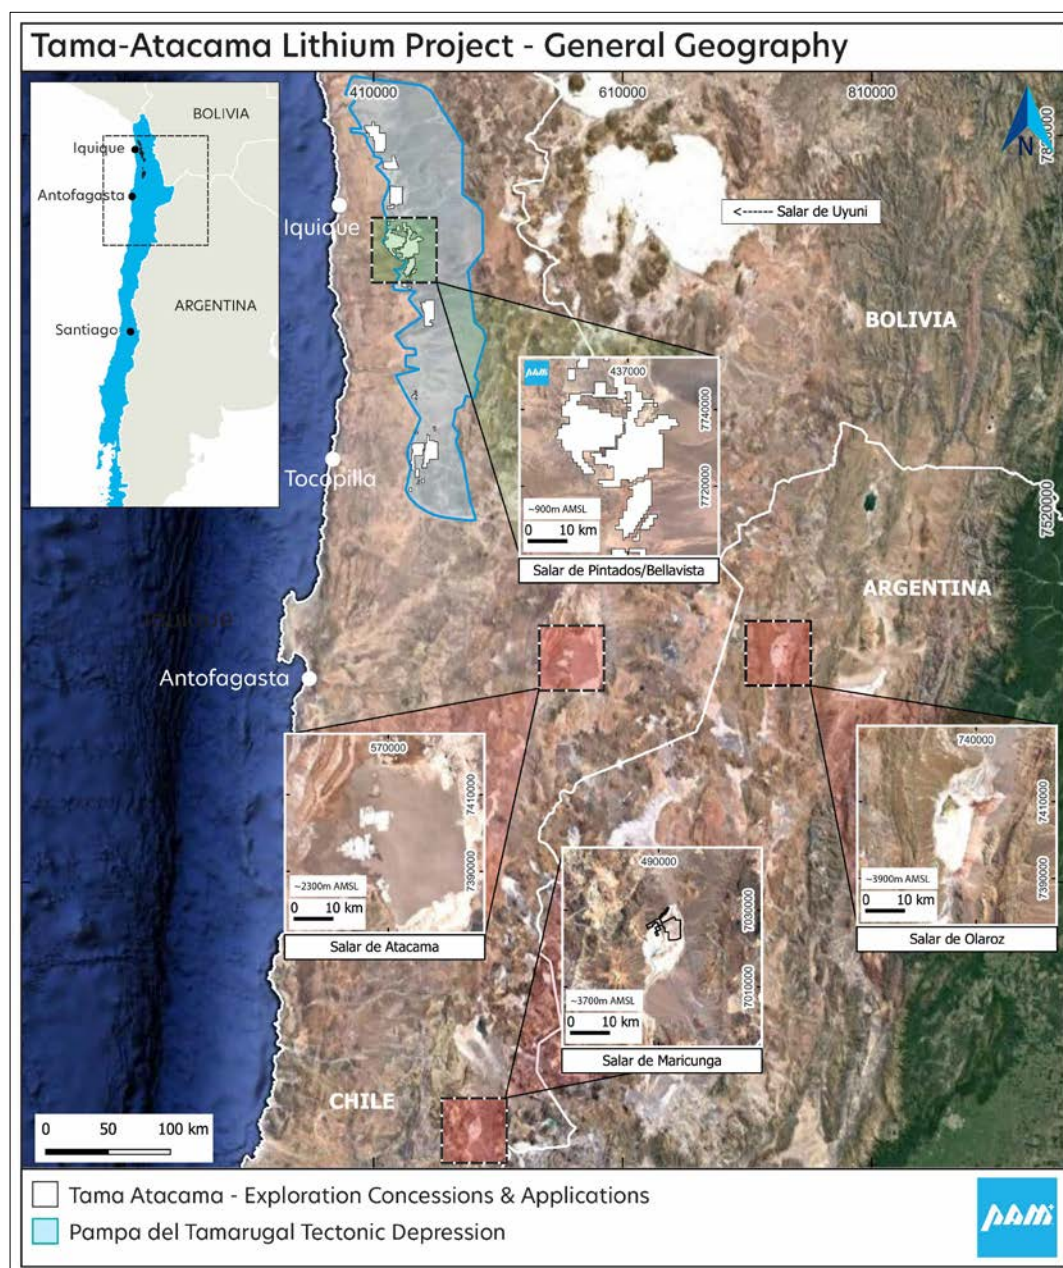 Tama-Atacama Lithium Project - General Geography
410000
610000
810000
BOLIVIA
Iquique
Antofagasta
ARGENTINA
Santiago
N
Iquique
<------ Salar de Uyuni
BOLIVIA
PAM
437000
7740000
7720000
~900m AMSL
0 10 km
Salar de Pintados/Bellavista
Tocopilla
7520000
ARGENTINA
Antofagasta
570000
7410000
7390000
~2300m AMSL
0 10 km
Salar de Atacama
740000
7410000
7390000
~3900m AMSL
0 10 km
Salar de Olaroz
490000
7030000
7010000
~3700m AMSL
0 10 km
Salar de Maricunga
CHILE
0 50 100 km
Tama Atacama - Exploration Concessions & Applications
Pampa del Tamarugal Tectonic Depression
PAM